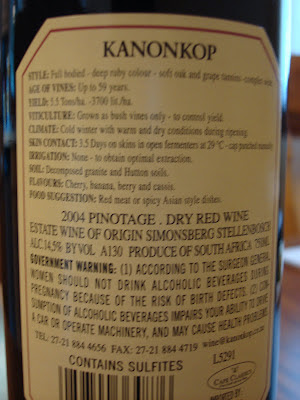 KANONKOP
STYLE: Full bodied - deep ruby colour - soft oak and grape tannins - complex wine
AGE OF VINES: Up to 59 years.
YIELD: 5.5 Tons/ha. -3700 lit./ha.
VITICULTURE: Grown as bush vines only - to control yield.
CLIMATE: Cold winter with warm and dry conditions during ripening.
SKIN CONTACT: 3.5 Days on skins in open fermenters at 29 °C - cap punched manually
IRRIGATION: None - to obtain optimal extraction.
SOIL: Decomposed granite and Hutton soils.
FLAVOURS: Cherry, banana, berry and cassis.
FOOD SUGGESTION: Red meat or spicy Asian style dishes.
2004 PINOTAGE . DRY RED WINE
ESTATE WINE OF ORIGIN SIMONSBERG STELLENBOSCH
ALC.14,5% BY VOL A130 PRODUCE OF SOUTH AFRICA 750ML
GOVERNMENT WARNING: (1) ACCORDING TO THE SURGEON GENERAL,
WOMEN SHOULD NOT DRINK ALCOHOLIC BEVERAGES DURING
PREGNANCY BECAUSE OF THE RISK OF BIRTH DEFECTS. (2) CON-
SUMPTION OF ALCOHOLIC BEVERAGES IMPAIRS YOUR ABILITY TO DRIVE
A CAR OR OPERATE MACHINERY, AND MAY CAUSE HEALTH PROBLEMS.
TEL: 27-21 884 4656 FAX: 27-21 884 4719 wine@kanonkop.co.za
CONTAINS SULFITES
L5291
CAPE CLASSICS